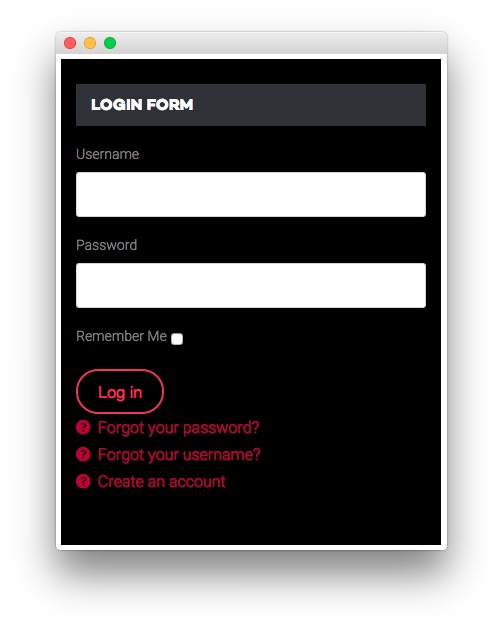 LOGIN FORM
Username
Password
Remember Me
Log in
Forgot your password?
Forgot your username?
Create an account